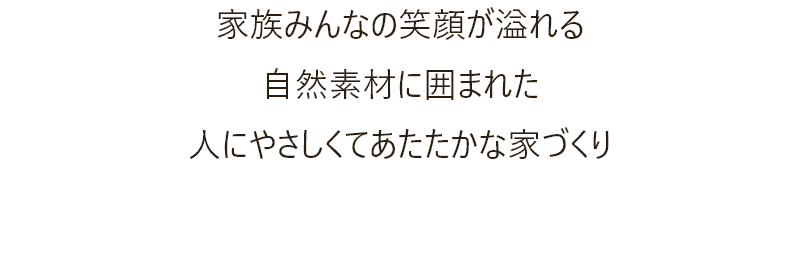 家族みんなの笑顔が溢れる
自然素材に囲まれた
人にやさしくてあたたかな家づくり